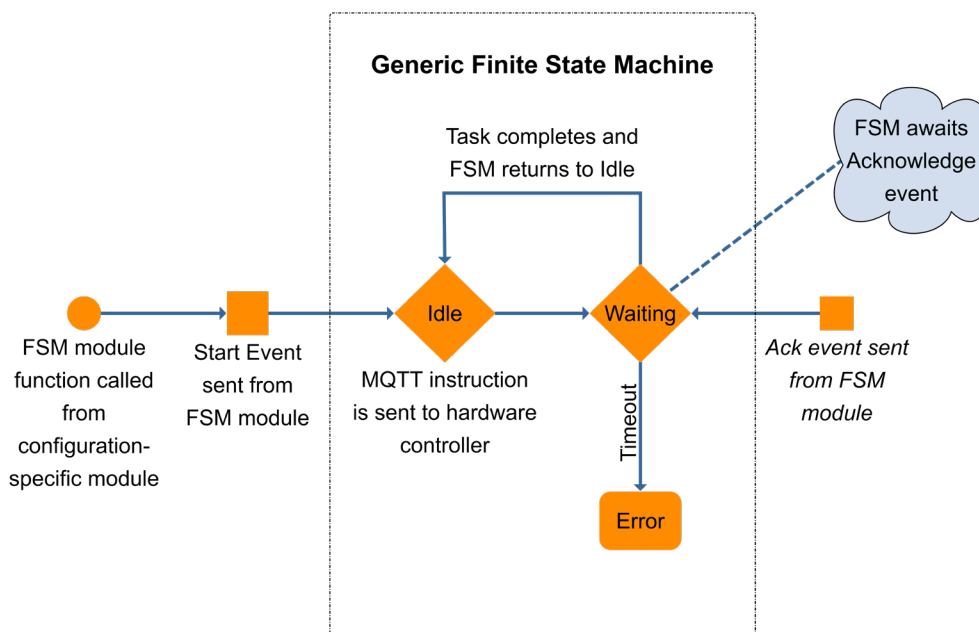 Generic Finite State Machine
Task completes and
FSM returns to Idle
FSM awaits
Acknowledge
event
Idle
Waiting
FSM module
function called
from
configuration-
specific module
Start Event
sent from
FSM module
MQTT instruction
is sent to hardware
controller
Timeout
Ack event sent
from FSM
module
Error